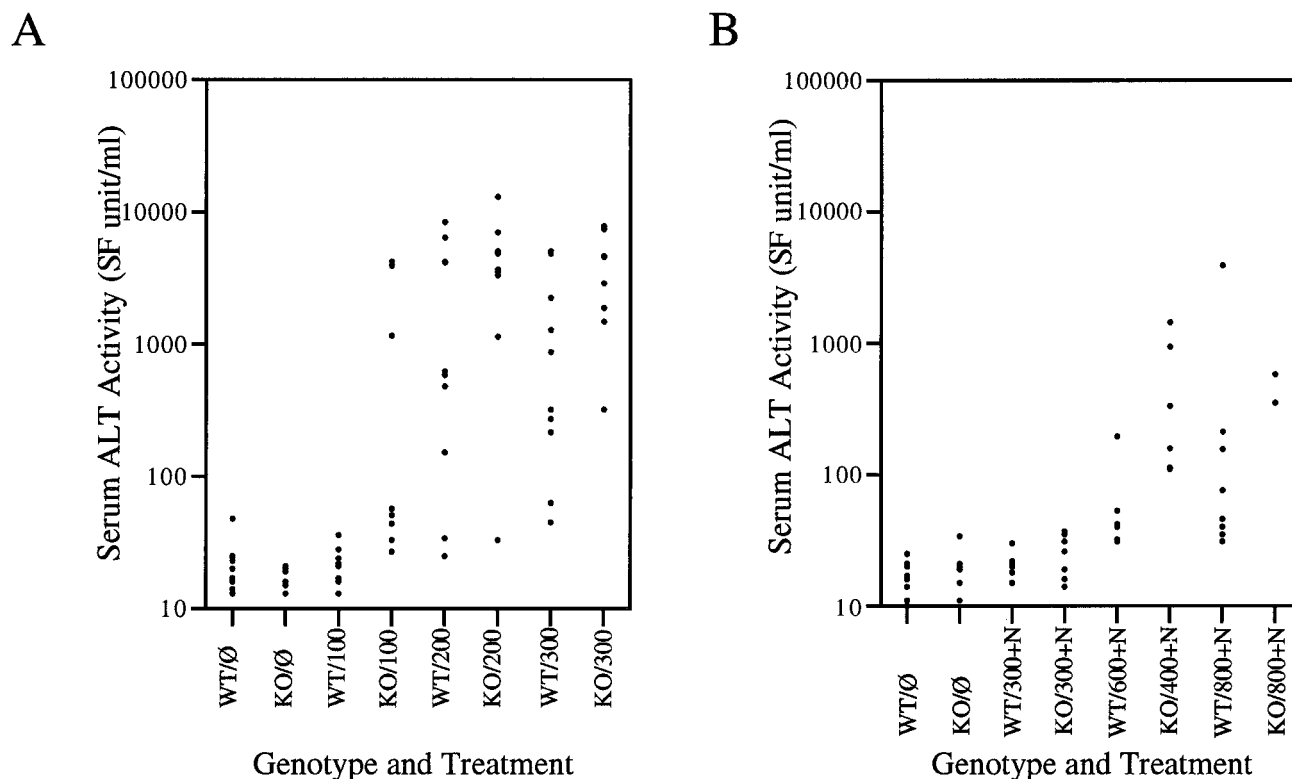 A
Serum ALT Activity (SF unit/ml)
100000
10000
1000
100
10
WT/Ø
KO/Ø
WT/100
KO/100
WT/200
KO/200
WT/300
KO/300
Genotype and Treatment
B
Serum ALT Activity (SF unit/ml)
100000
10000
1000
100
10
WT/Ø
KO/Ø
WT/300+N
KO/300+N
WT/600+N
KO/400+N
WT/800+N
KO/800+N
Genotype and Treatment